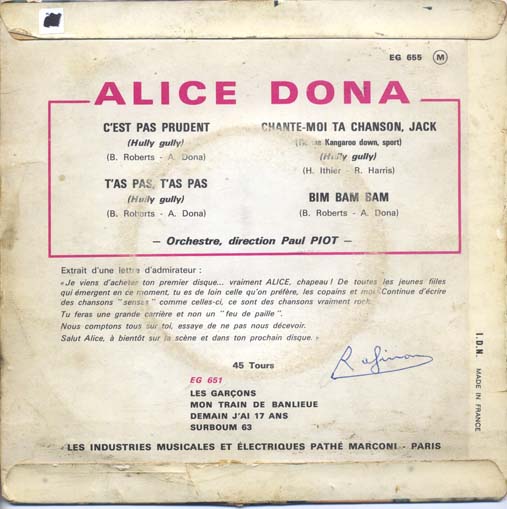 EG 655 M
ALICE DONA
C'EST PAS PRUDENT
(Hully gully)
(B. Roberts - A. Dona)
T'AS PAS, T'AS PAS
(Hully gully)
(B. Roberts - A. Dona)
CHANTE-MOI TA CHANSON, JACK
Kangaroo down, sport)
(Hully gully)
(H. Ithier - R. Harris)
BIM BAM BAM
(B. Roberts - A. Dona)
- Orchestre, direction Paul PIOT -
Extrait d'une lettre d'admirateur :
«Je viens d'acheter ton premier disque... vraiment ALICE, chapeau ! De toutes les jeunes filles
qui émergent en ce moment, tu es de loin celle qu'on préfère, les copains et moi. Continue d'écrire
des chansons "sensas" comme celles-ci, ce sont des chansons vraiment rock.
Tu feras une grande carrière et non un "feu de paille".
Nous comptons tous sur toi, essaye de ne pas nous décevoir.
Salut Alice, à bientôt sur la scène et dans ton prochain disque. »
45 Tours
EG 651
LES GARÇONS
MON TRAIN DE BANLIEUE
DEMAIN J'AI 17 ANS
SURBOUM 63
LES INDUSTRIES MUSICALES ET ÉLECTRIQUES PATHÉ MARCONI - PARIS
I.D.N. MADE IN FRANCE